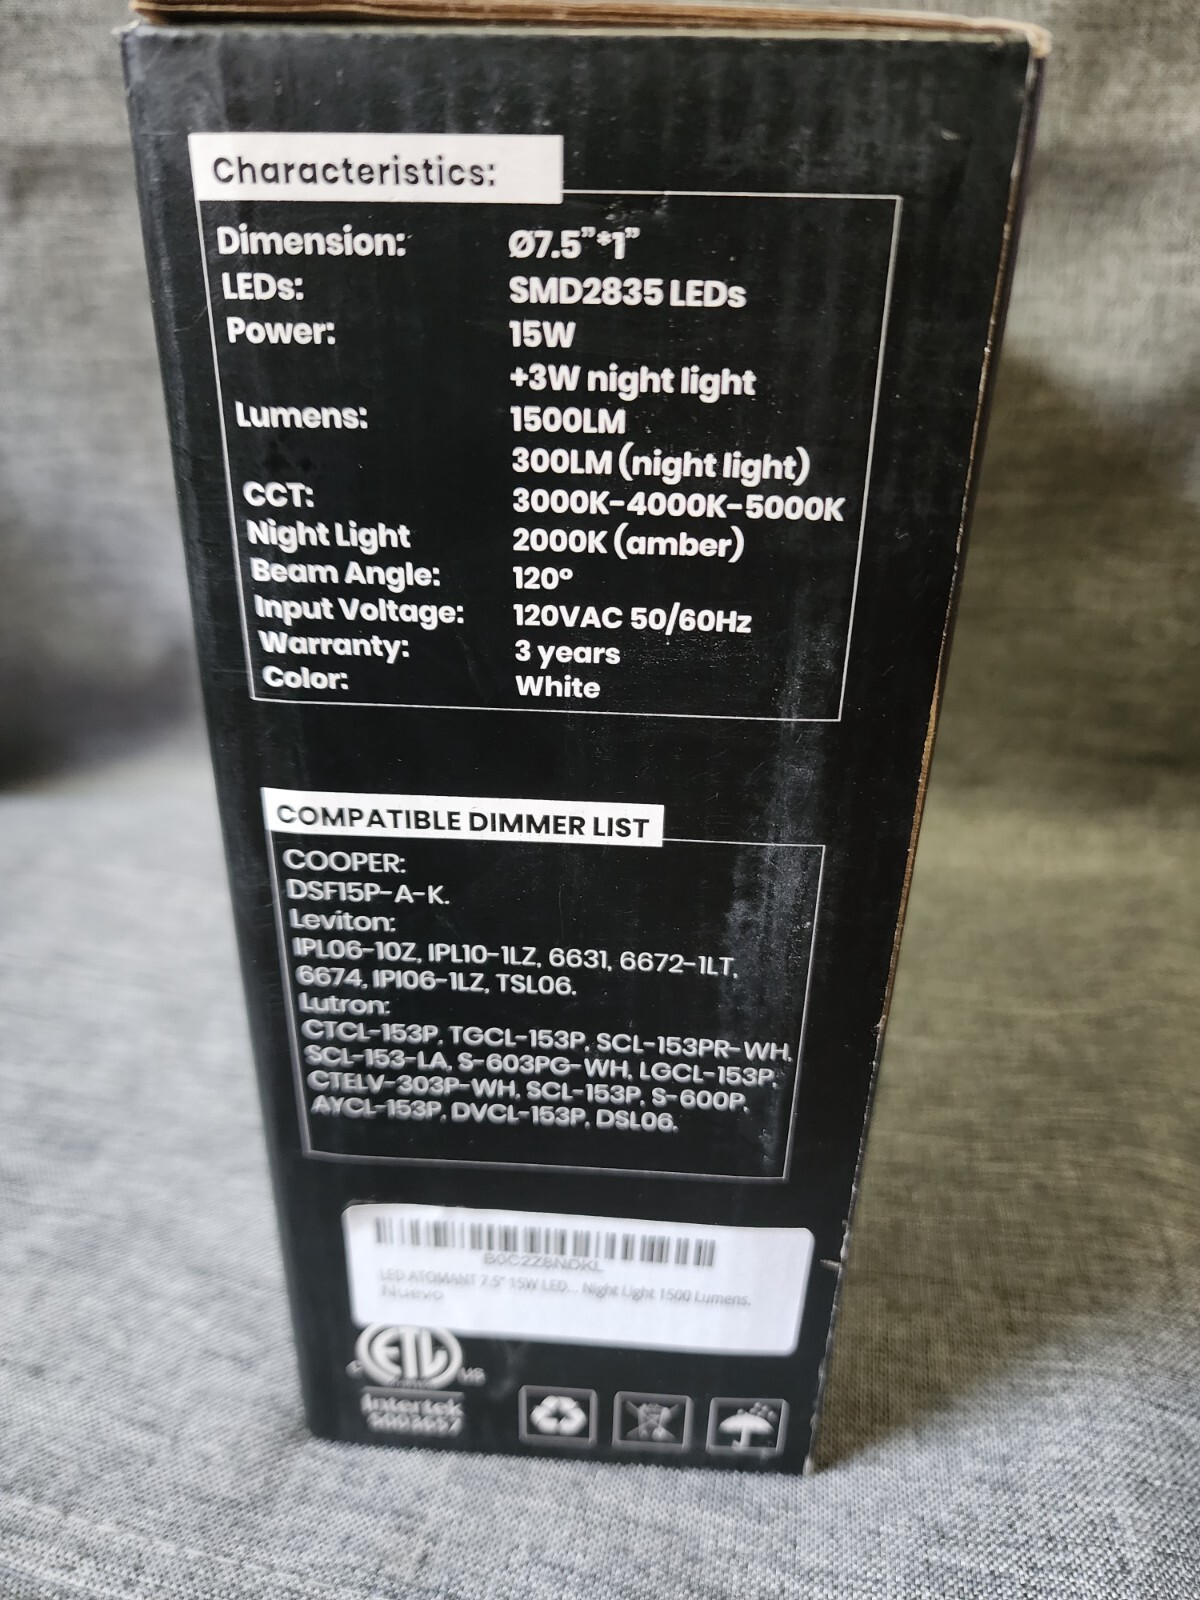 Characteristics:
Dimension: Ø7.5"*1"
LEDs: SMD2835 LEDs
Power: 15W
+3W night light
Lumens: 1500LM
300LM (night light)
CCT: 3000K-4000K-5000K
Night Light 2000K (amber)
Beam Angle: 120°
Input Voltage: 120VAC 50/60Hz
Warranty: 3 years
Color: White
COMPATIBLE DIMMER LIST
COOPER:
DSF15P-A-K.
Leviton:
IPL06-10Z, IPL10-1LZ, 6631, 6672-1LT,
6674, IPI06-1LZ, TSL06.
Lutron:
CTCL-153P, TGCL-153P, SCL-153PR-WH,
SCL-153-LA, S-603PG-WH, LGCL-153P,
CTELV-303P-WH, SCL-153P, S-600P,
AYCL-153P, DVCL-153P, DSL06.
B0C2Z8NDKL
LED ATOMANT 7.5" 15W LED... Night Light 1500 Lumens.
Nuevo
ETL
US
Intertek